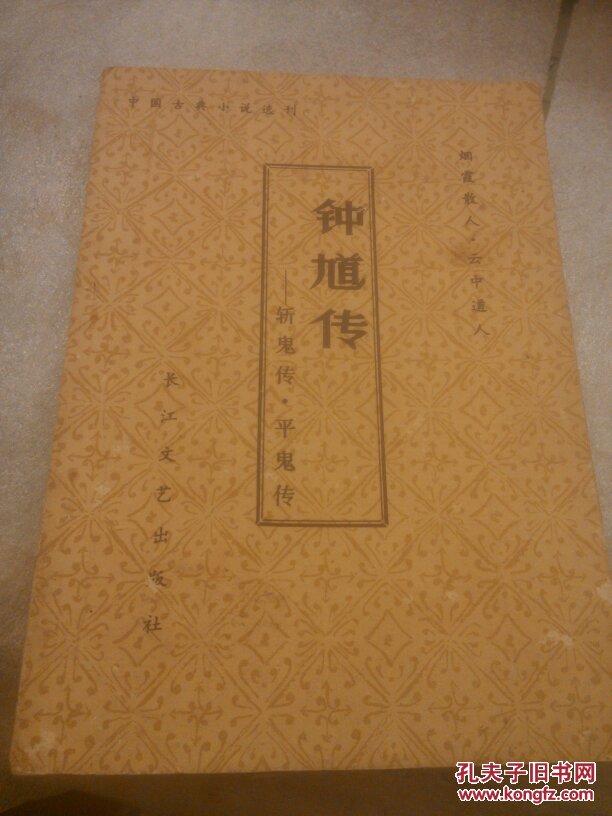 中国古典小说选刊
烟霞散人·云中道人
钟馗传
——斩鬼传·平鬼传
长江文艺出版社
孔夫子旧书网
www.kongfz.com